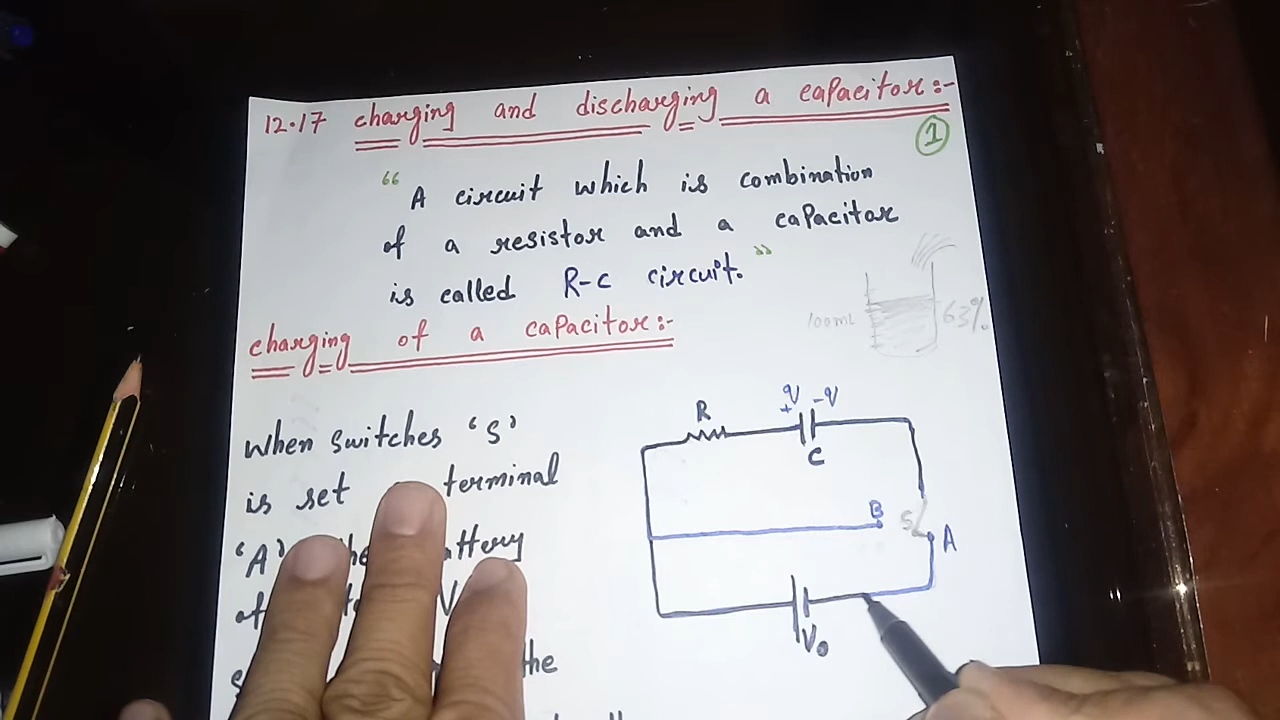 12.17 charging and discharging a capacitor:-
1
“ A circuit which is combination
of a resistor and a capacitor
is called R-C circuit. ”
100mL 63%
charging of a capacitor:-
When switches ‘S’
is set terminal
‘A’
of V
the
R
q -q
+
C
B S A
V₀